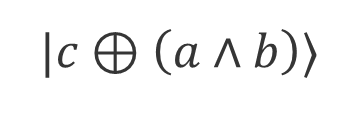 |c ⊕ (a ∧ b)⟩